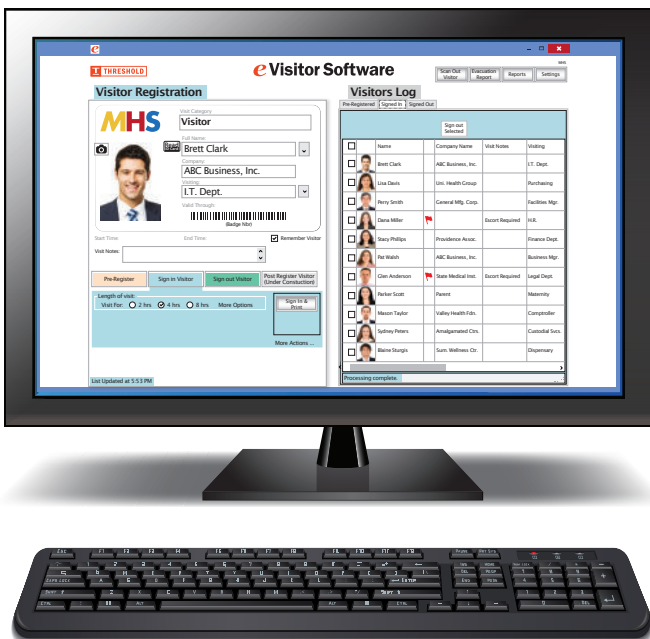 e
THRESHOLD
eVisitor Software
Scan Out Visitor
Evacuation Report
Reports
Settings
Visitor Registration
Visitors Log
Pre-Registered
Signed In
Signed Out
MHS
Visit Category
Visitor
Full Name:
Brett Clark
Company:
ABC Business, Inc.
Visiting:
I.T. Dept.
Valid Through:
(Badge Nbr)
Start Time:
End Time:
Remember Visitor
Visit Notes:
Pre-Register
Sign in Visitor
Sign out Visitor
Post Register Visitor
(Under Constuction)
Length of visit:
Visit For:
2 hrs
4 hrs
8 hrs
More Options
Sign In &
Print
More Actions ...
List Updated at 5:53 PM
Sign out
Selected
Name Company Name Visit Notes Visiting
Brett Clark ABC Business, Inc. I.T. Dept.
Lisa Davis Uni. Health Group Purchasing
Perry Smith General Mfg. Corp. Facilities Mgr.
Dana Miller Escort Required H.R.
Stacy Phillips Providence Assoc. Finance Dept.
Pat Walsh ABC Business, Inc. Business Mgr.
Glen Anderson State Medical Inst. Escort Required Legal Dept.
Parker Scott Parent Maternity
Mason Taylor Valley Health Fdn. Comptroller
Sydney Peters Amalgamated Ctrs. Custodial Svcs.
Blaine Sturgis Sum. Wellness Ctr. Dispensary
Processing complete.